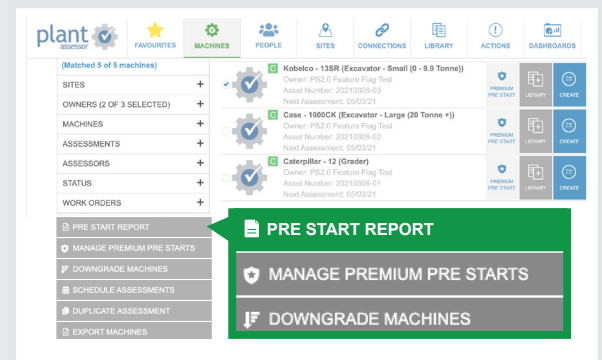 plant assessor
FAVOURITES
MACHINES
PEOPLE
SITES
CONNECTIONS
LIBRARY
ACTIONS
DASHBOARDS
(Matched 5 of 5 machines)
SITES +
OWNERS (2 OF 3 SELECTED) +
MACHINES +
ASSESSMENTS +
ASSESSORS +
STATUS +
WORK ORDERS +
PRE START REPORT
MANAGE PREMIUM PRE STARTS
DOWNGRADE MACHINES
SCHEDULE ASSESSMENTS
DUPLICATE ASSESSMENT
EXPORT MACHINES
C Kobelco - 13SR (Excavator - Small (0 - 9.9 Tonne))
Owner: PS2.0 Feature Flag Test
Asset Number: 20210306-03
Next Assessment: 05/03/21
PREMIUM PRE START
LIBRARY
CREATE
C Case - 1000CK (Excavator - Large (20 Tonne +))
Owner: PS2.0 Feature Flag Test
Asset Number: 20210306-02
Next Assessment: 05/03/21
PREMIUM PRE START
LIBRARY
CREATE
C Caterpillar - 12 (Grader)
Owner: PS2.0 Feature Flag Test
Asset Number: 20210306-01
Next Assessment: 05/03/21
PREMIUM PRE START
LIBRARY
CREATE
PRE START REPORT
MANAGE PREMIUM PRE STARTS
DOWNGRADE MACHINES